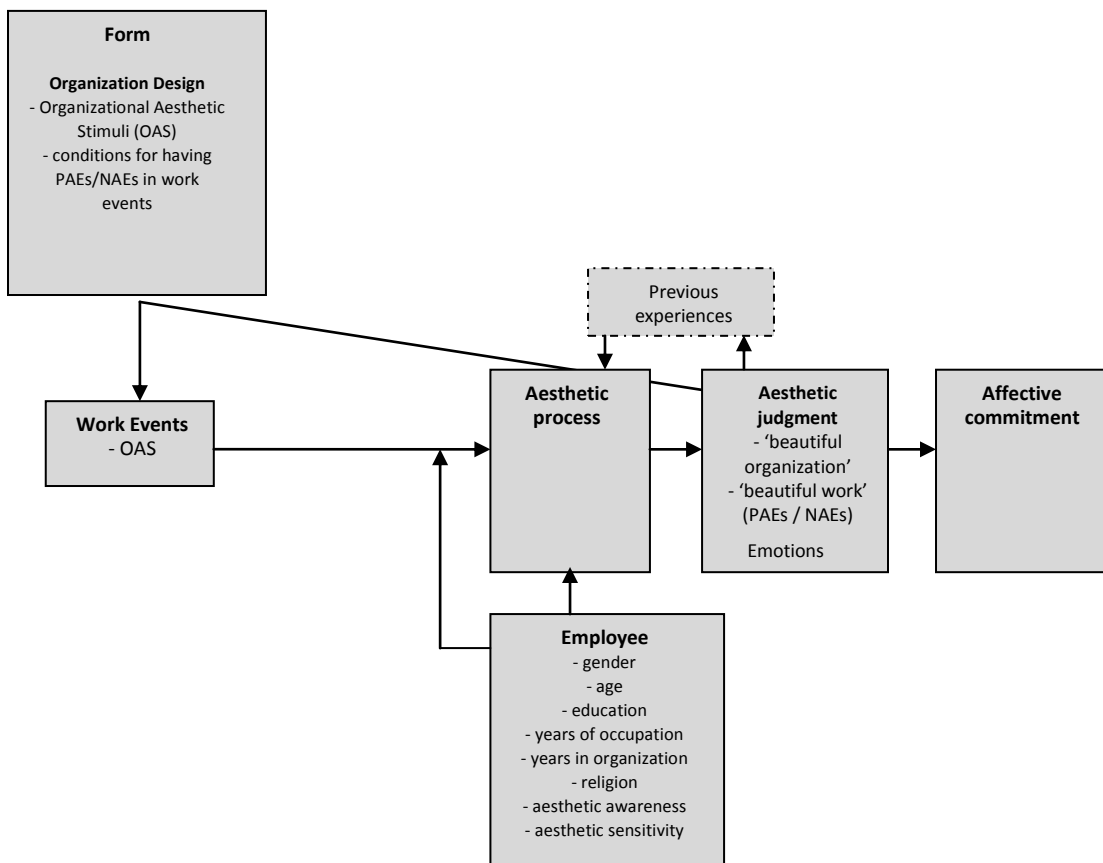 Form
Organization Design
- Organizational Aesthetic
Stimuli (OAS)
- conditions for having
PAEs/NAEs in work
events
Previous
experiences
Work Events
- OAS
Aesthetic
process
Aesthetic
judgment
- ‘beautiful
organization’
- ‘beautiful work’
(PAEs / NAEs)
Emotions
Affective
commitment
Employee
- gender
- age
- education
- years of occupation
- years in organization
- religion
- aesthetic awareness
- aesthetic sensitivity